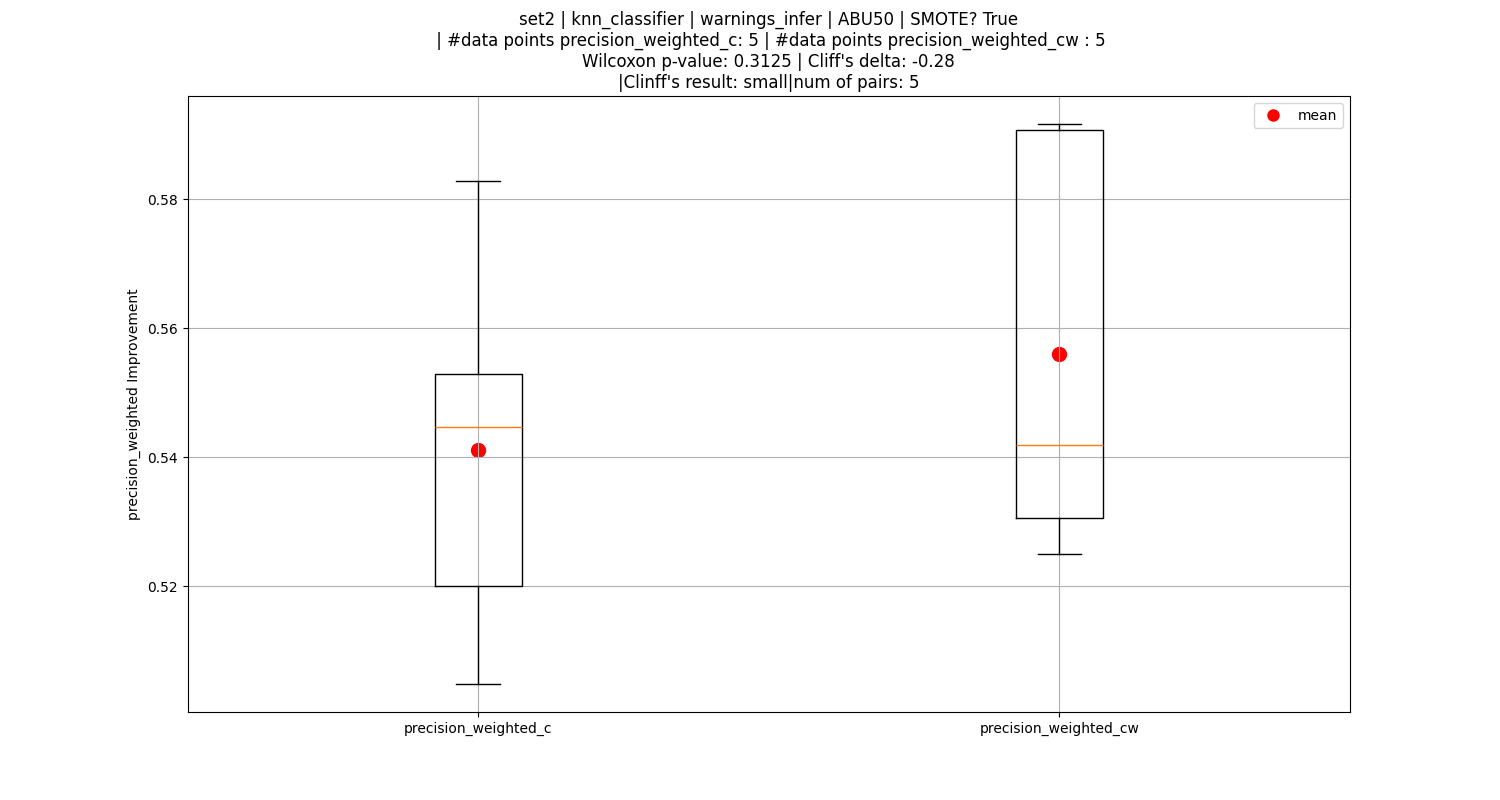 set2 | knn_classifier | warnings_infer | ABU50 | SMOTE? True
| #data points precision_weighted_c: 5 | #data points precision_weighted_cw : 5
Wilcoxon p-value: 0.3125 | Cliff's delta: -0.28
|Clinff's result: small|num of pairs: 5
mean
0.58
0.56
0.54
0.52
precision_weighted Improvement
precision_weighted_c
precision_weighted_cw